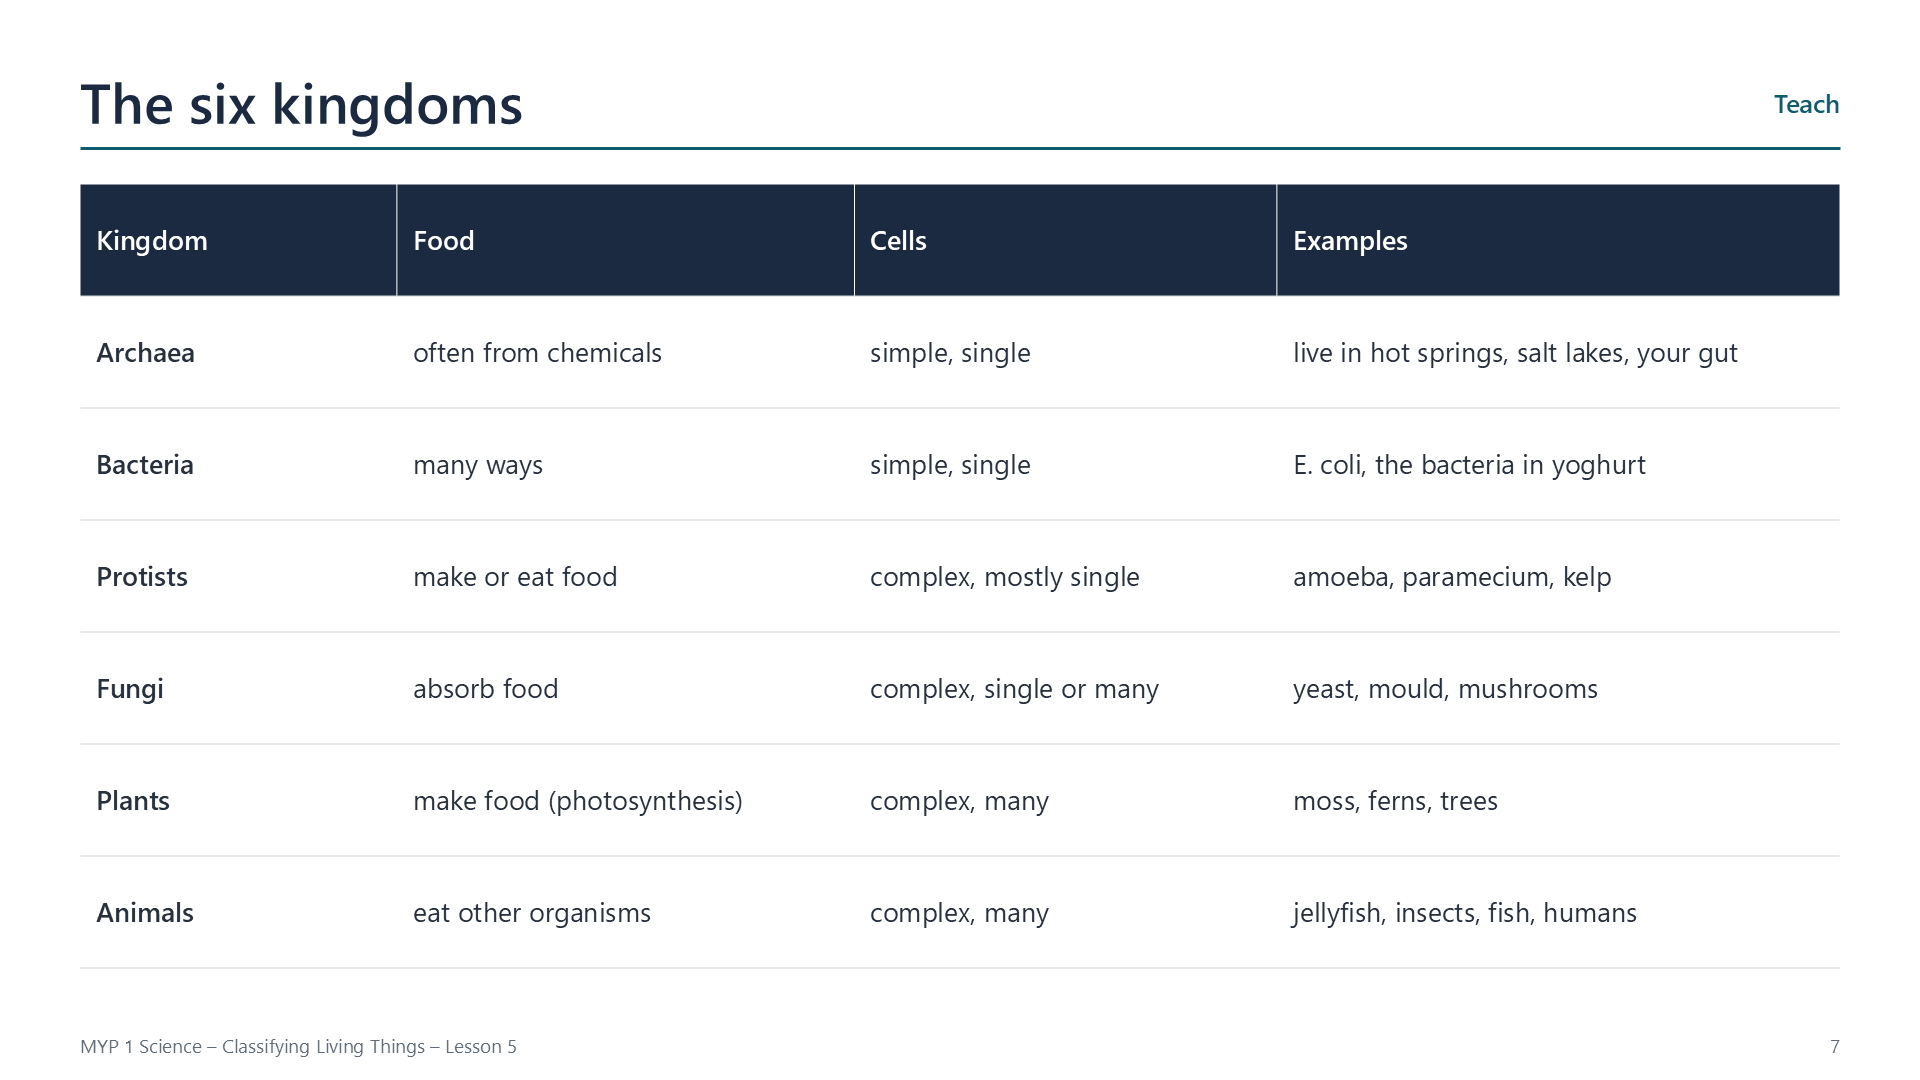 The six kingdoms
Teach
Kingdom Food Cells Examples
Archaea often from chemicals simple, single live in hot springs, salt lakes, your gut
Bacteria many ways simple, single E. coli, the bacteria in yoghurt
Protists make or eat food complex, mostly single amoeba, paramecium, kelp
Fungi absorb food complex, single or many yeast, mould, mushrooms
Plants make food (photosynthesis) complex, many moss, ferns, trees
Animals eat other organisms complex, many jellyfish, insects, fish, humans
MYP 1 Science – Classifying Living Things – Lesson 5
7